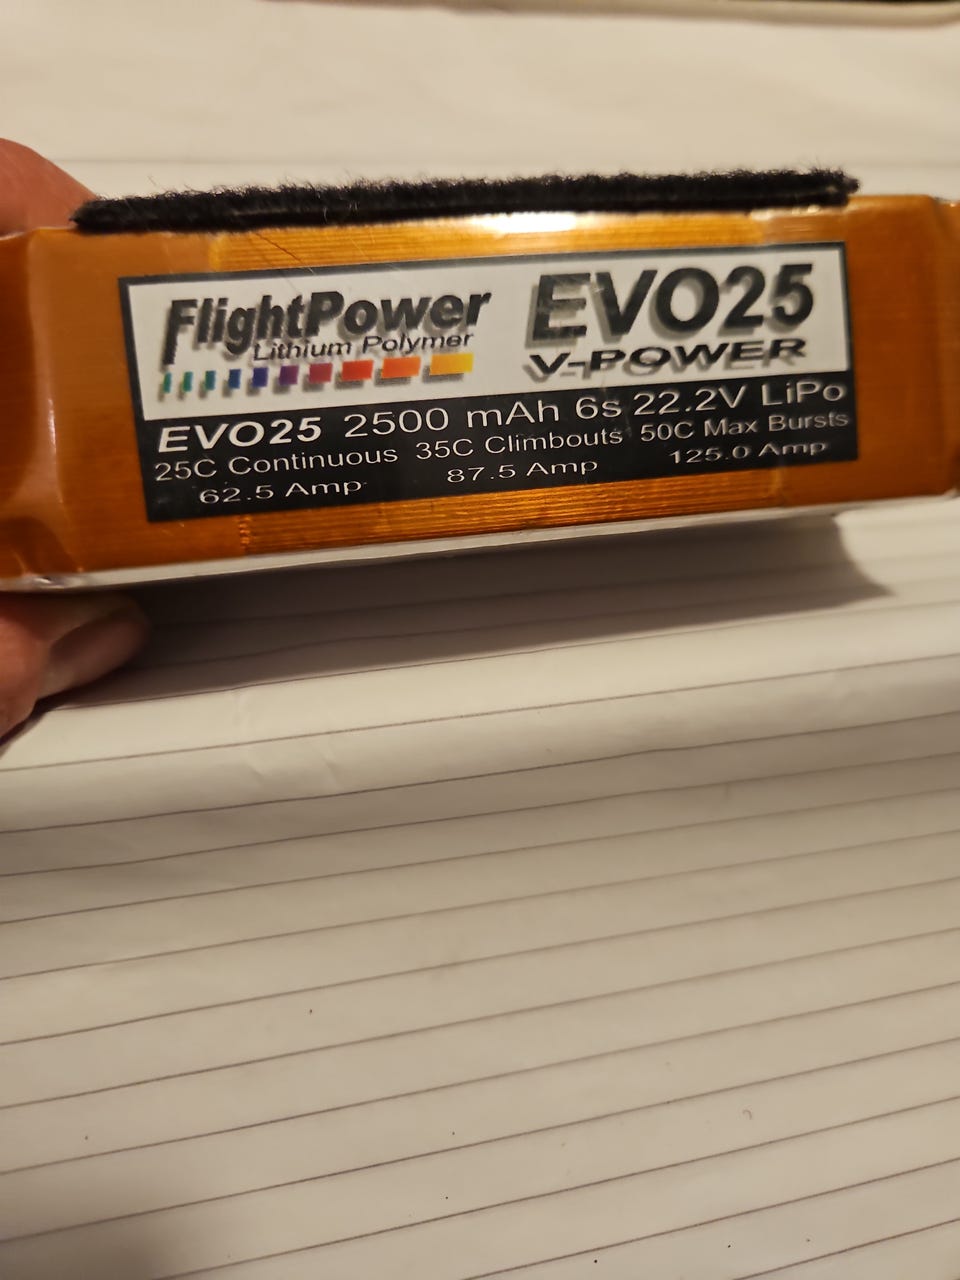 FlightPower
Lithium Polymer
EVO25
V-POWER
EVO25 2500 mAh 6s 22.2V LiPo
25C Continuous 35C Climbouts 50C Max Bursts
62.5 Amp 87.5 Amp 125.0 Amp